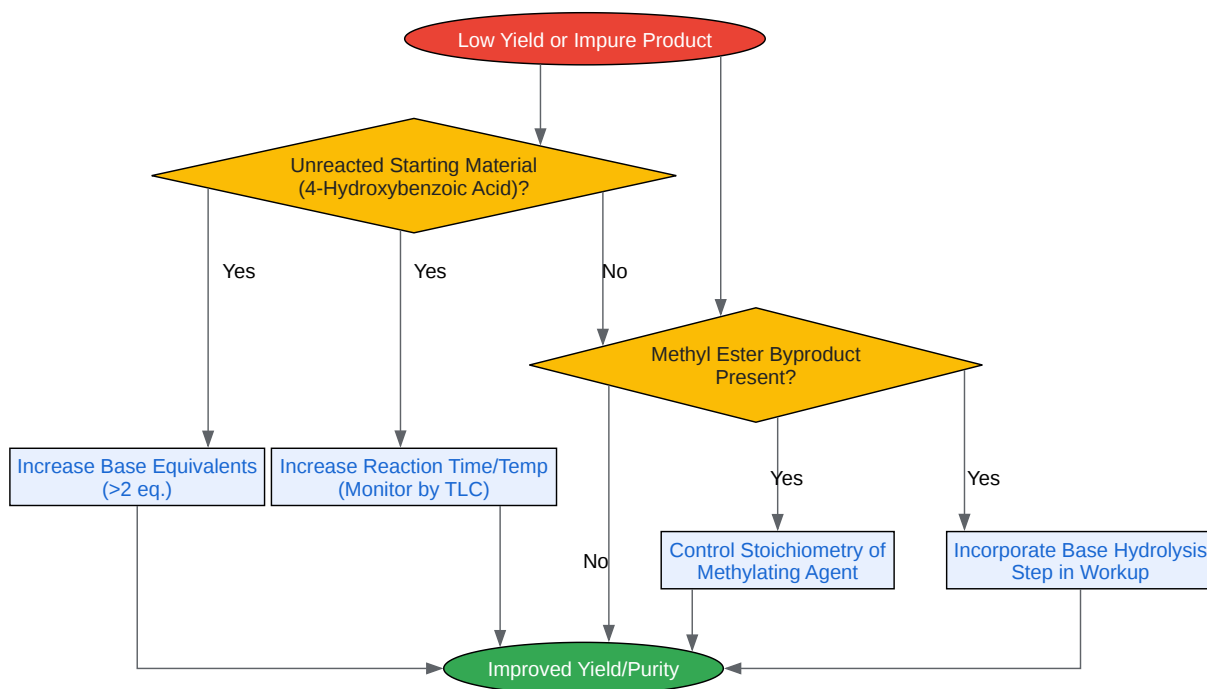 Low Yield or Impure Product
Unreacted Starting Material
(4-Hydroxybenzoic Acid)?
Yes
Yes
No
Methyl Ester Byproduct
Present?
Increase Base Equivalents
(>2 eq.)
Increase Reaction Time/Temp
(Monitor by TLC)
Yes
Yes
No
Control Stoichiometry of
Methylating Agent
Incorporate Base Hydrolysis
Step in Workup
Improved Yield/Purity